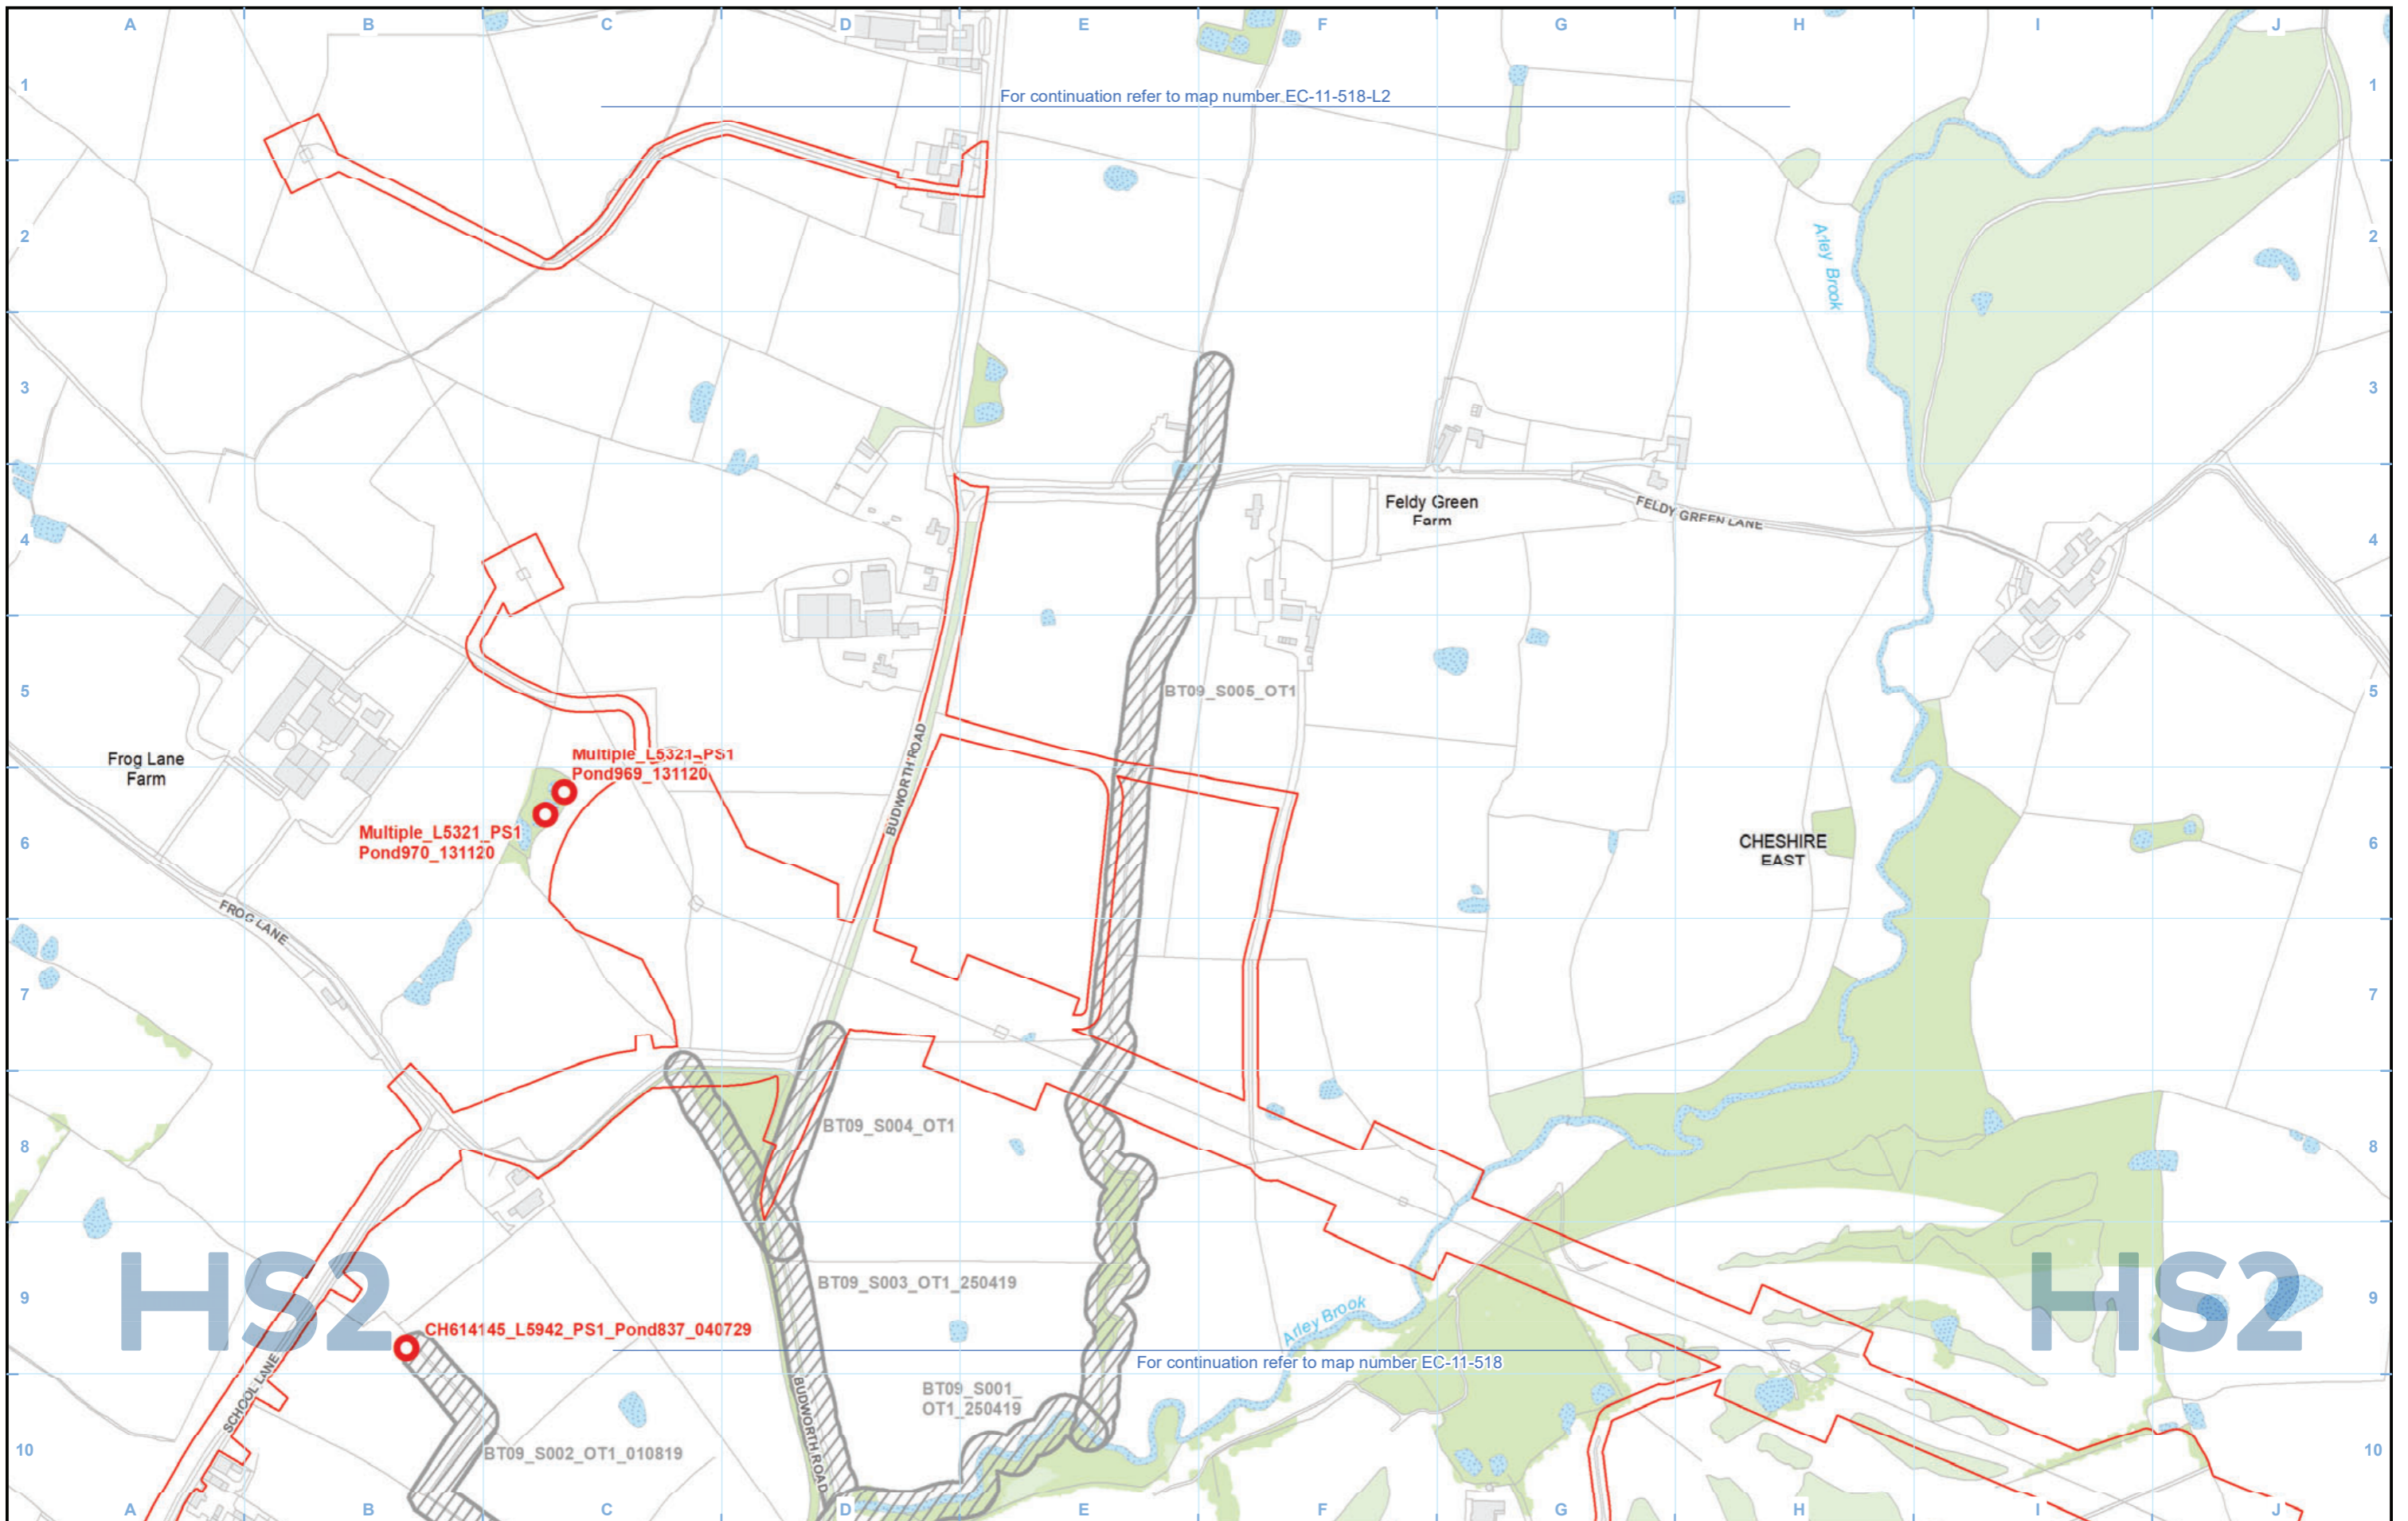 A B C D E F G H I J
1 1
For continuation refer to map number EC-11-518-L2
2 2
Arley Brook
3 3
4 4
Feldy Green
Farm
FELDY GREEN LANE
5 5
BT09_S005_OT1
BUDWORTH ROAD
Frog Lane
Farm
Multiple_L5321_PS1
Pond969_131120
Multiple_L5321_PS1
Pond970_131120
6 6
CHESHIRE
EAST
FROG LANE
7 7
8 8
BT09_S004_OT1
HS2 HS2
BT09_S003_OT1_250419
9 9
Arley Brook
CH614145_L5942_PS1_Pond837_040729
For continuation refer to map number EC-11-518
SCHOOL LANE
BUDWORTH ROAD
BT09_S001_
OT1_250419
10 10
BT09_S002_OT1_010819
A B C D E F G H I J